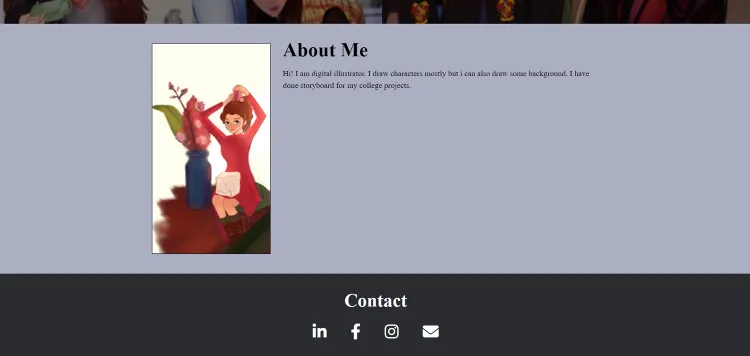 About Me
Hi! I am digital illustrator. I draw characters mostly but i can also draw some background. I have
done storyboard for my college projects.
Contact